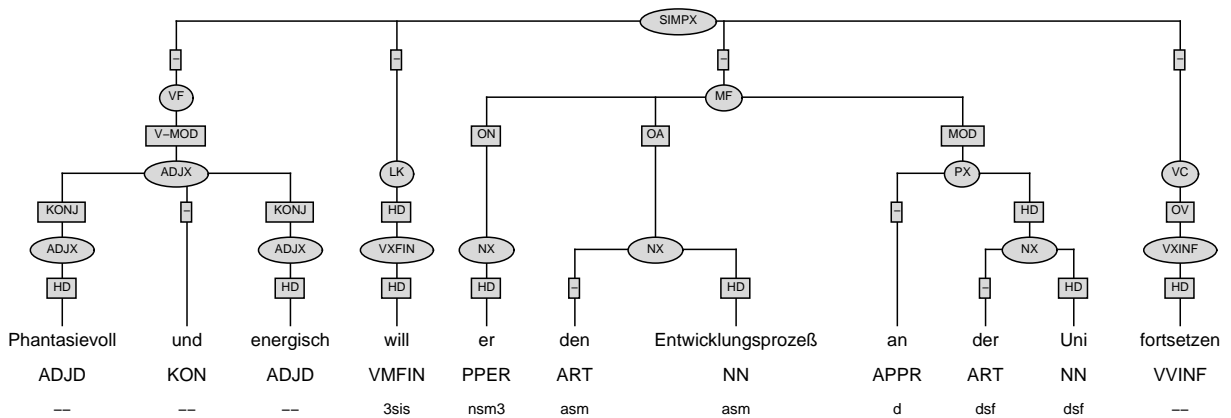 SIMPX
– – – –
VF MF
V–MOD ON OA MOD
ADJX LK PX VC
KONJ – KONJ HD – HD OV
ADJX ADJX VXFIN NX NX NX VXINF
HD HD HD HD – HD – HD HD
Phantasievoll und energisch will er den Entwicklungsprozeß an der Uni fortsetzen
ADJD KON ADJD VMFIN PPER ART NN APPR ART NN VVINF
–– –– –– 3sis nsm3 asm asm d dsf dsf ––